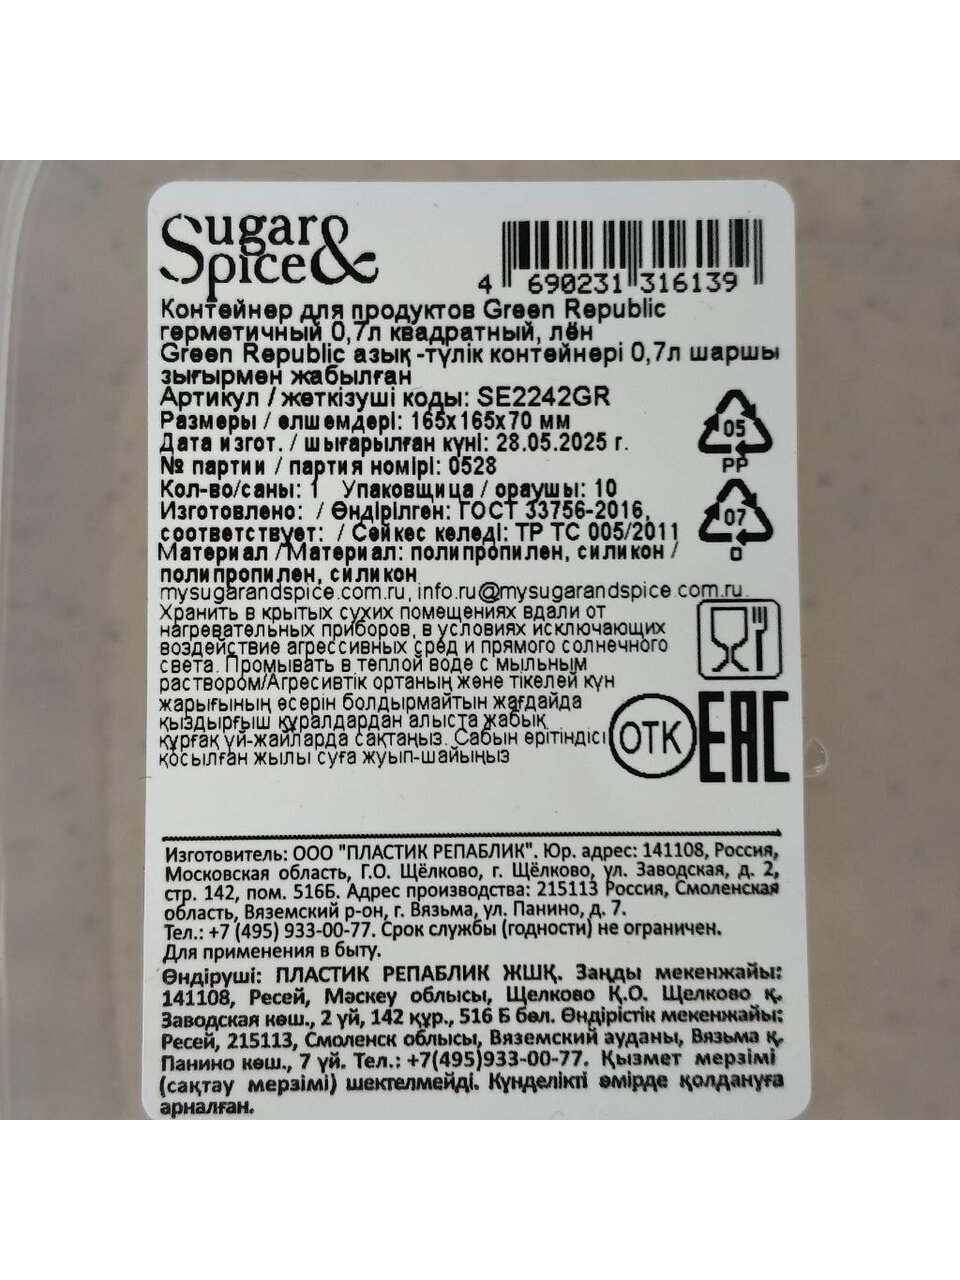 Sugar &
Spice
4 690231 316139
Контейнер для продуктов Green Republic
герметичный 0,7л квадратный, лён
Green Republic азық -түлік контейнері 0,7л шаршы
зығырмен жабылған
Артикул / жеткізуші коды: SE2242GR
Размеры / өлшемдері: 165х165х70 мм
Дата изгот. / шығарылған күні: 28.05.2025 г.
№ партии / партия номірі: 0528
Кол-во/саны: 1 Упаковщица / ораушы: 10
Изготовлено: / Өндірілген: ГОСТ 33756-2016,
соответствует: / Сәйкес келеді: ТР ТС 005/2011
Материал /Материал: полипропилен, силикон /
полипропилен, силикон
mysugarandspice.com.ru, info.ru@mysugarandspice.com.ru.
05
PP
07
O
Хранить в крытых сухих помещениях вдали от
нагревательных приборов, в условиях исключающих
воздействие агрессивных сред и прямого солнечного
света. Промывать в теплой воде с мыльным
раствором/Агресивтік ортаның және тікелей күн
жарығының әсерін болдырмайтын жағдайда
қыздырғыш құралдардан алыста жабық
құрғақ үй-жайларда сақтаңыз. Сабын ерітіндісі
қосылған жылы суға жуып-шайыңыз
ОТК
EAC
Изготовитель: ООО "ПЛАСТИК РЕПАБЛИК". Юр. адрес: 141108, Россия,
Московская область, Г.О. Щёлково, г. Щёлково, ул. Заводская, д. 2,
стр. 142, пом. 516Б. Адрес производства: 215113 Россия, Смоленская
область, Вяземский р-он, г. Вязьма, ул. Панино, д. 7.
Тел.: +7 (495) 933-00-77. Срок службы (годности) не ограничен.
Для применения в быту.
Өндіруші: ПЛАСТИК РЕПАБЛИК ЖШҚ. Заңды мекенжайы:
141108, Ресей, Мәскеу облысы, Щелково Қ.О. Щелково қ.
Заводская көш., 2 үй, 142 құр., 516 Б бөл. Өндірістік мекенжайы:
Ресей, 215113, Смоленск облысы, Вяземский ауданы, Вязьма қ.
Панино көш., 7 үй. Тел.: +7(495)933-00-77. Қызмет мерзімі
(сақтау мерзімі) шектелмейді. Күнделікті өмірде қолдануға
арналған.